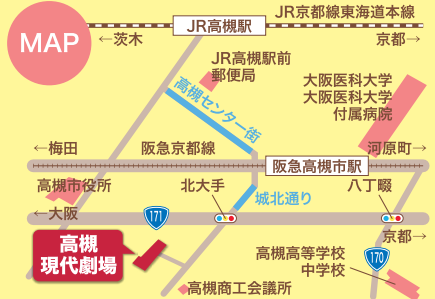 MAP
JR京都線東海道本線
JR高槻駅
←茨木
京都→
JR高槻駅前
郵便局
高槻センター街
大阪医科大学
大阪医科大学
付属病院
←梅田
阪急京都線
河原町→
阪急高槻市駅
高槻市役所
北大手
城北通り
八丁畷
←大阪
171
京都→
高槻
現代劇場
高槻高等学校
中学校
170
高槻商工会議所